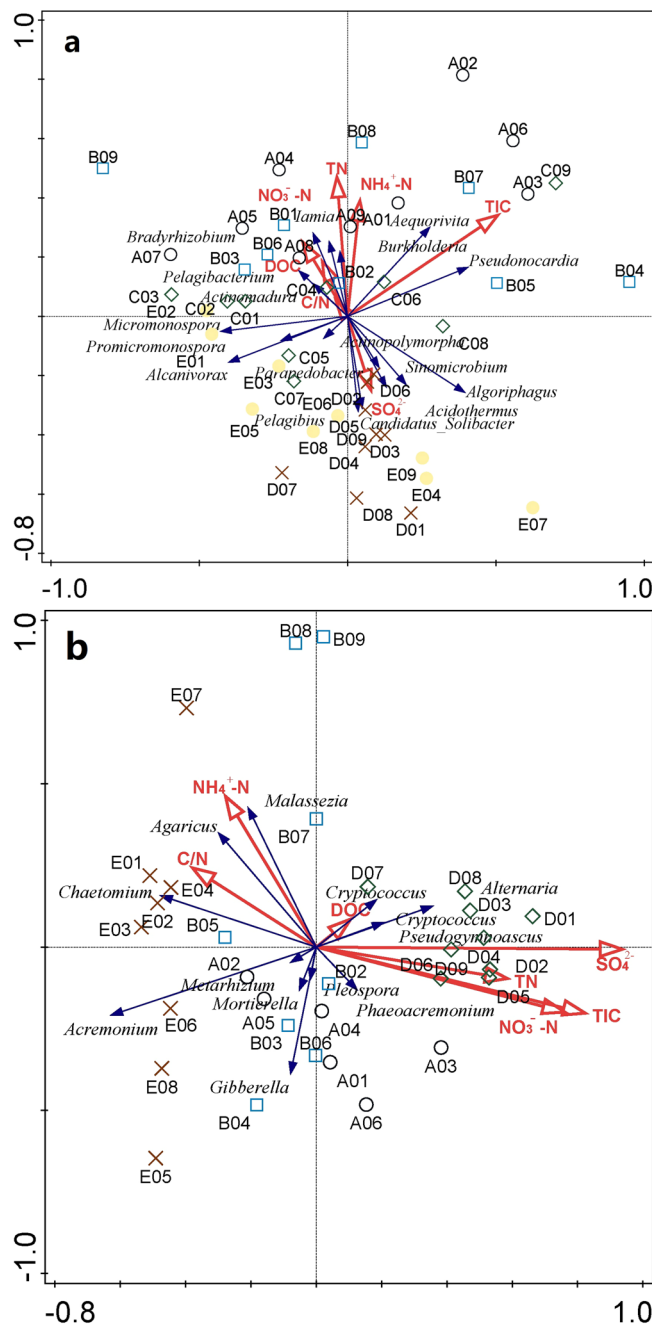 1.0
a
A02
B08
A06
B09
A04
TN
C09
NH₄⁺-N
B07
A03
NO₃⁻-N
TIC
B01
Iamia
A09
A01
A05
Aequorivita
Bradyrhizobium
B06
A08
Burkholderia
A07
B03
DOC
B02
Pseudonocardia
Pelagibacterium
B05
B04
C03
Actinomadura
C04
C/N
C06
E02
C02
C01
Micromonospora
Actinopolymorpha
C08
Promicromonospora
E01
C05
Sinomicrobium
Alcanivorax
Parapedobacter
E03
D06
C07
E06
D02
SO₄²⁻
Algoriphagus
Acidothermus
E05
Pelagibius
D05
Candidatus_Solibacter
E08
D09
D03
D04
E09
D07
E04
D08
D01
E07
-0.8
-1.0
1.0
1.0
b
B08
B09
E07
NH₄⁺-N
Malassezia
Agaricus
B07
C/N
E01
D07
D08
Alternaria
Chaetomium
E04
Cryptococcus
D03
DOC
D01
E02
Cryptococcus
E03
B05
Pseudogymnoascus
D04
SO₄²⁻
A02
B02
D06
D09
D02
Metarhizium
Pleospora
TN
D05
Mortierella
Phaeoacremonium
Acremonium
E06
A05
A04
NO₃⁻-N
TIC
B03
B06
A03
E08
Gibberella
A01
B04
A06
E05
-1.0
-0.8
1.0